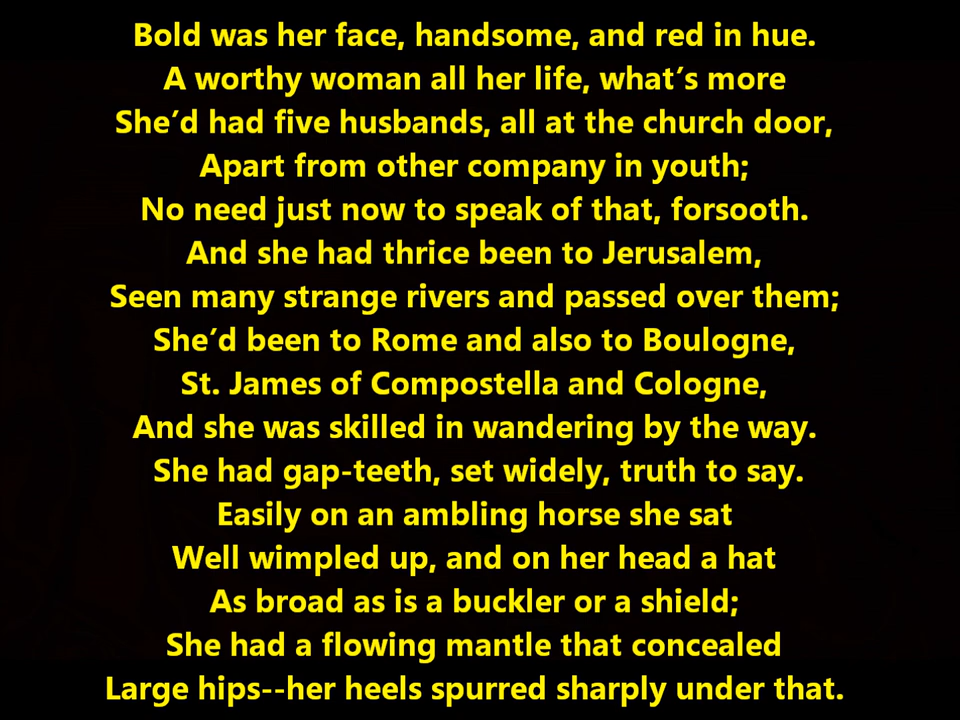 Bold was her face, handsome, and red in hue.
A worthy woman all her life, what's more
She'd had five husbands, all at the church door,
Apart from other company in youth;
No need just now to speak of that, forsooth.
And she had thrice been to Jerusalem,
Seen many strange rivers and passed over them;
She'd been to Rome and also to Boulogne,
St. James of Compostella and Cologne,
And she was skilled in wandering by the way.
She had gap-teeth, set widely, truth to say.
Easily on an ambling horse she sat
Well wimpled up, and on her head a hat
As broad as is a buckler or a shield;
She had a flowing mantle that concealed
Large hips--her heels spurred sharply under that.